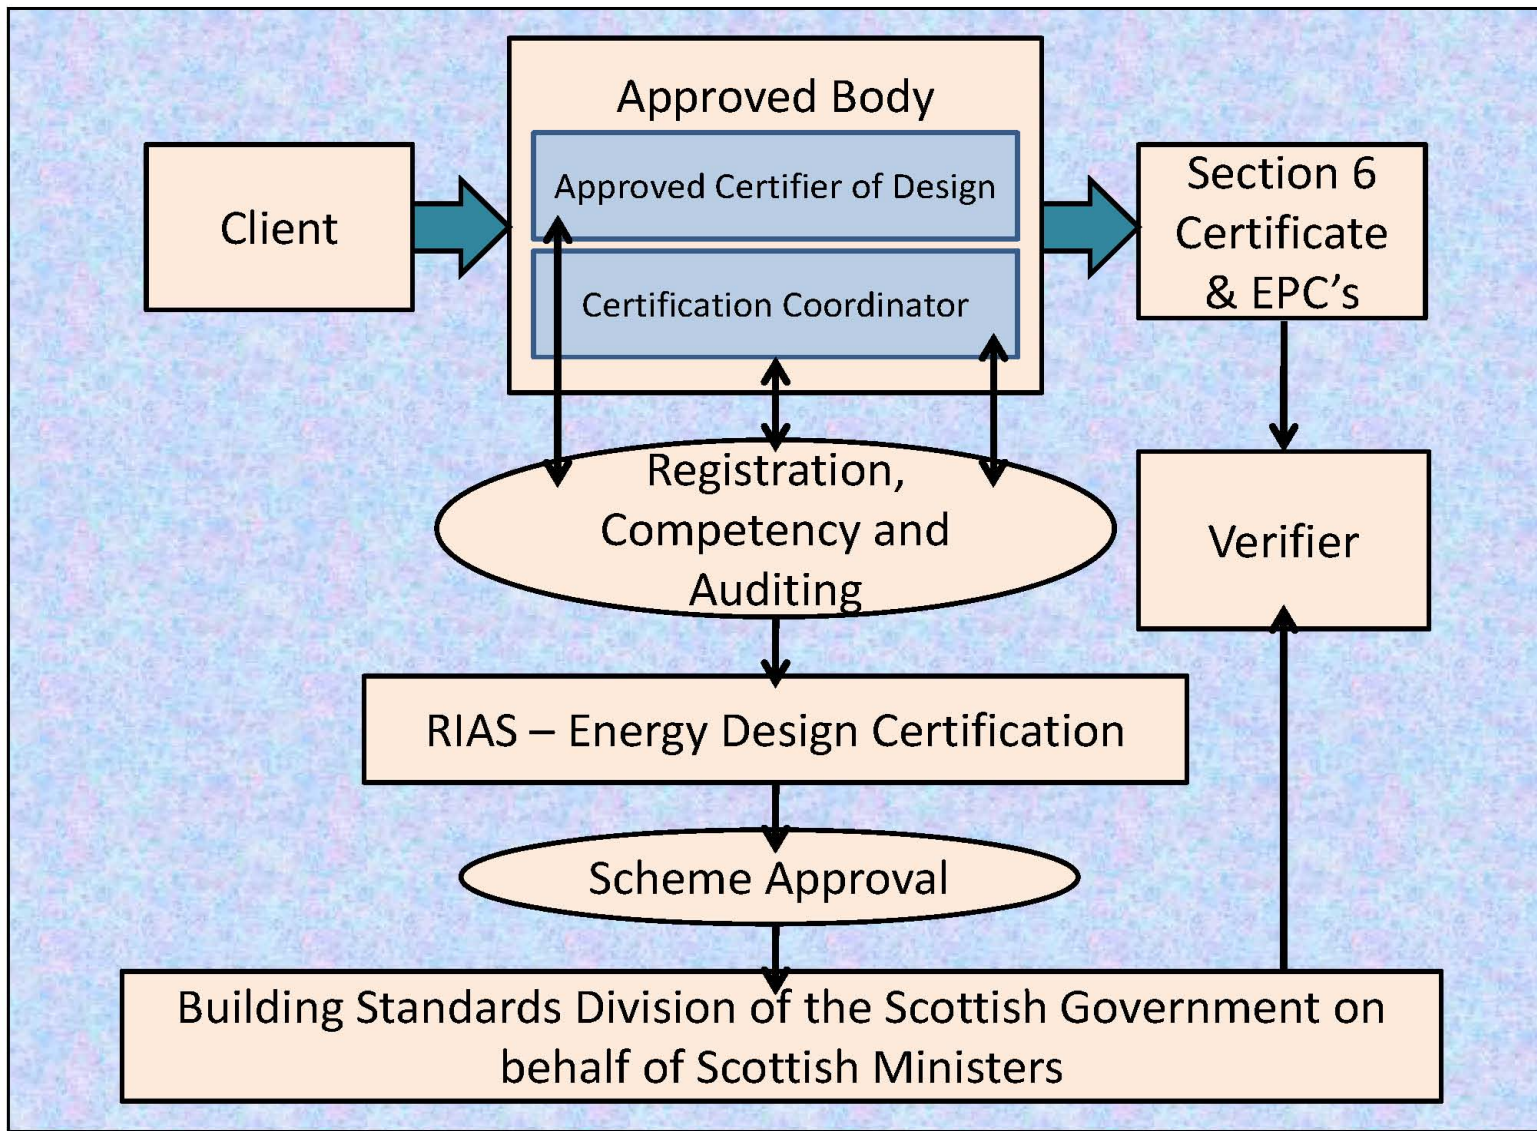 Approved Body
Approved Certifier of Design
Certification Coordinator
Client
Section 6
Certificate
& EPC’s
Registration,
Competency and
Auditing
Verifier
RIAS – Energy Design Certification
Scheme Approval
Building Standards Division of the Scottish Government on
behalf of Scottish Ministers